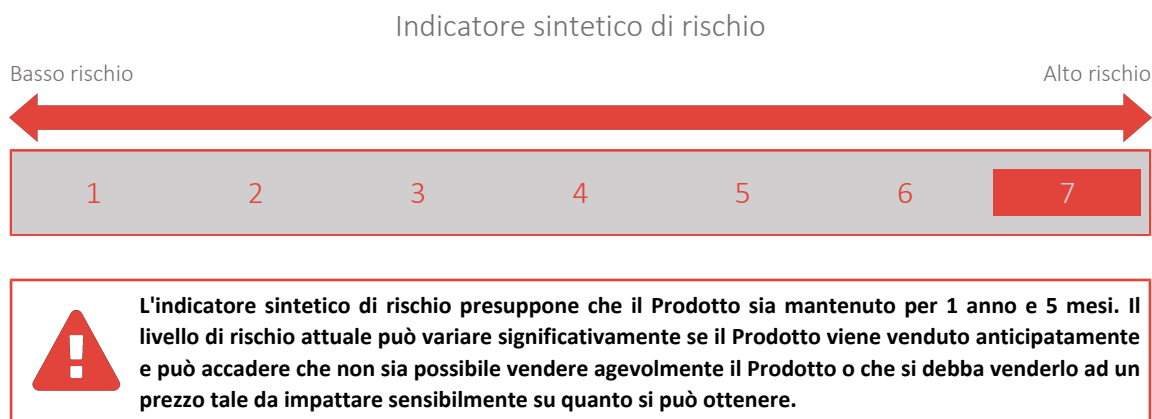 Indicatore sintetico di rischio
Basso rischio Alto rischio
1 2 3 4 5 6 7
L'indicatore sintetico di rischio presuppone che il Prodotto sia mantenuto per 1 anno e 5 mesi. Il
livello di rischio attuale può variare significativamente se il Prodotto viene venduto anticipatamente
e può accadere che non sia possibile vendere agevolmente il Prodotto o che si debba venderlo ad un
prezzo tale da impattare sensibilmente su quanto si può ottenere.